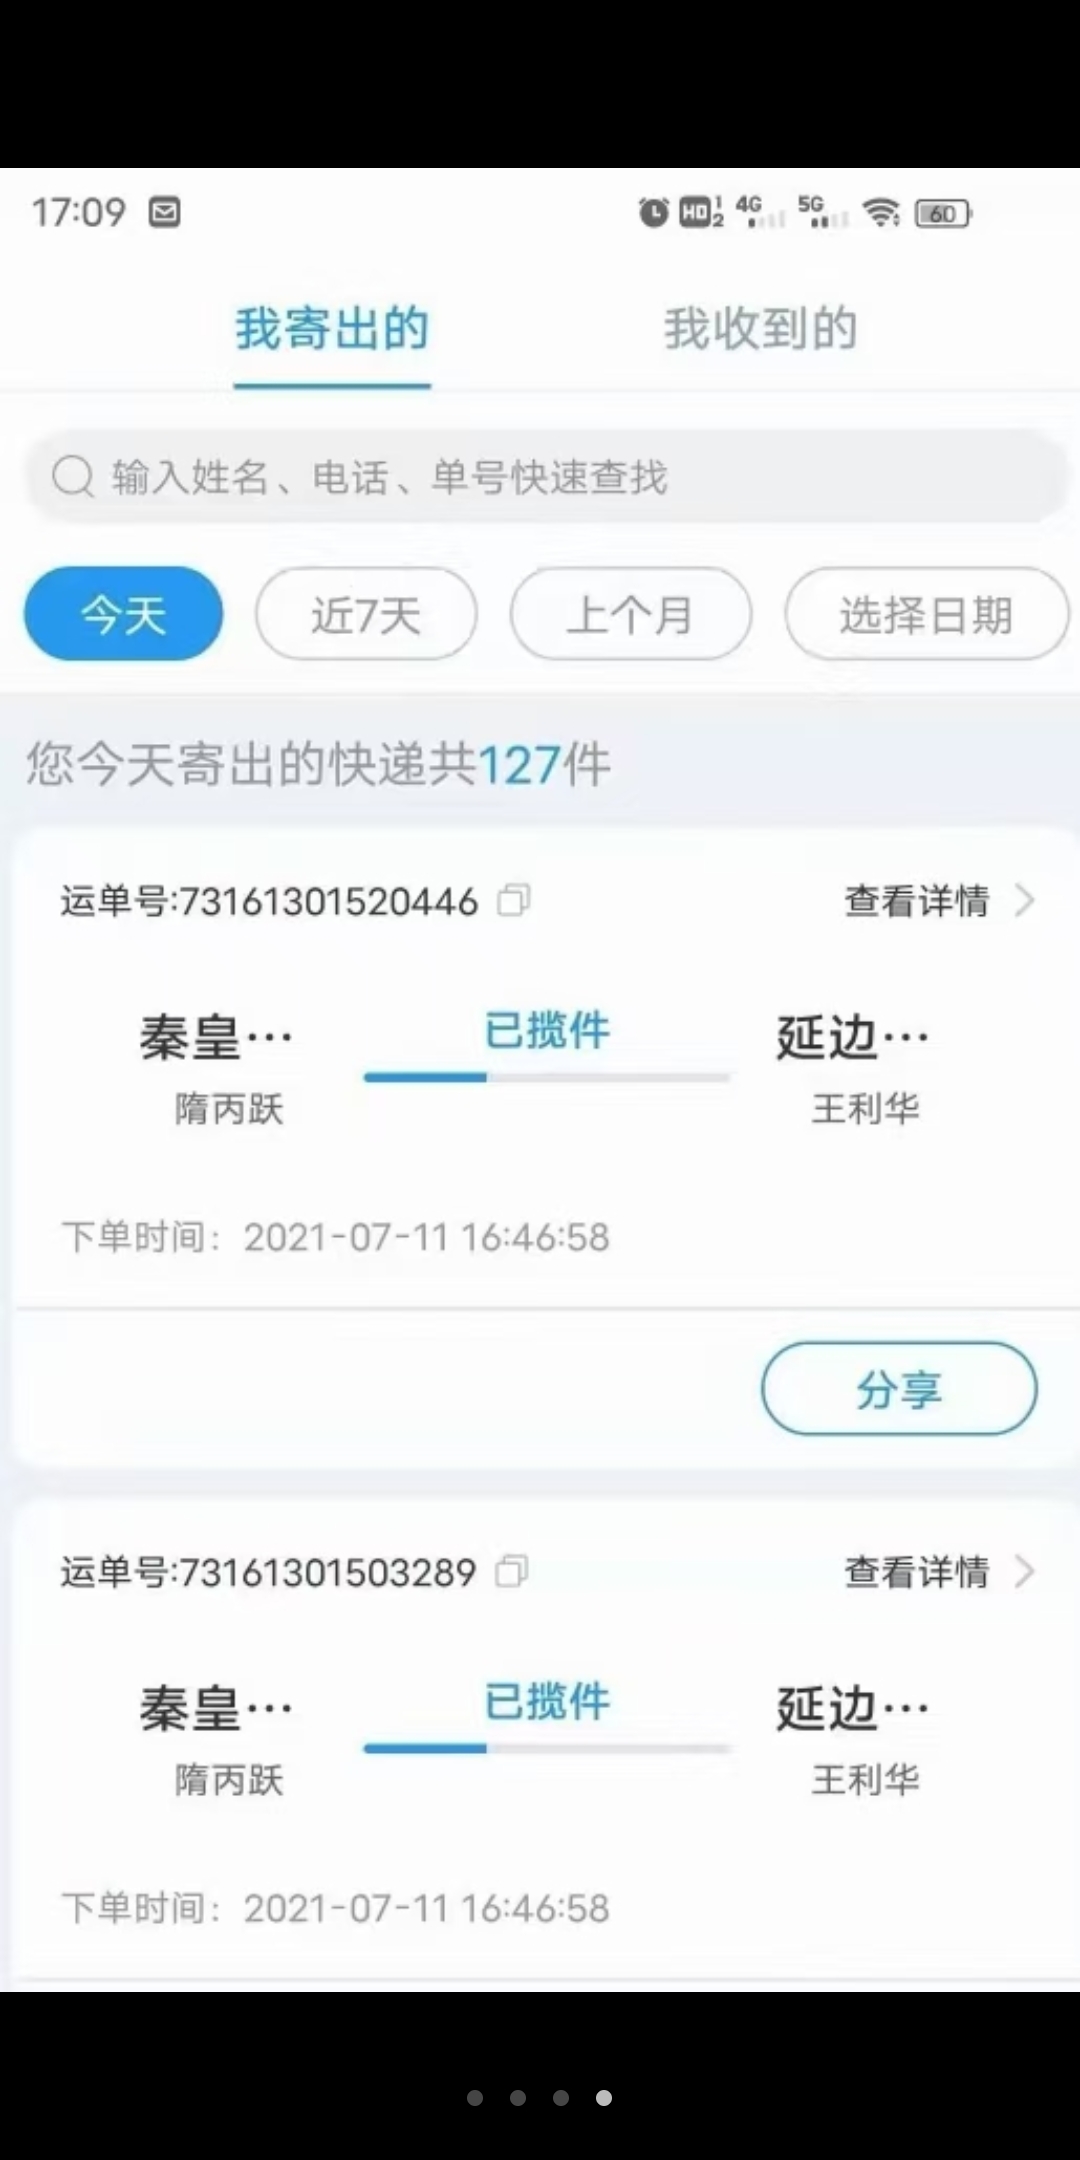 17:09 HD 1 2 4G 5G 60
我寄出的 我收到的
输入姓名、电话、单号快速查找
今天 近7天 上个月 选择日期
您今天寄出的快递共127件
运单号:73161301520446 查看详情
秦皇… 已揽件 延边…
隋丙跃 王利华
下单时间：2021-07-11 16:46:58
分享
运单号:73161301503289 查看详情
秦皇… 已揽件 延边…
隋丙跃 王利华
下单时间：2021-07-11 16:46:58